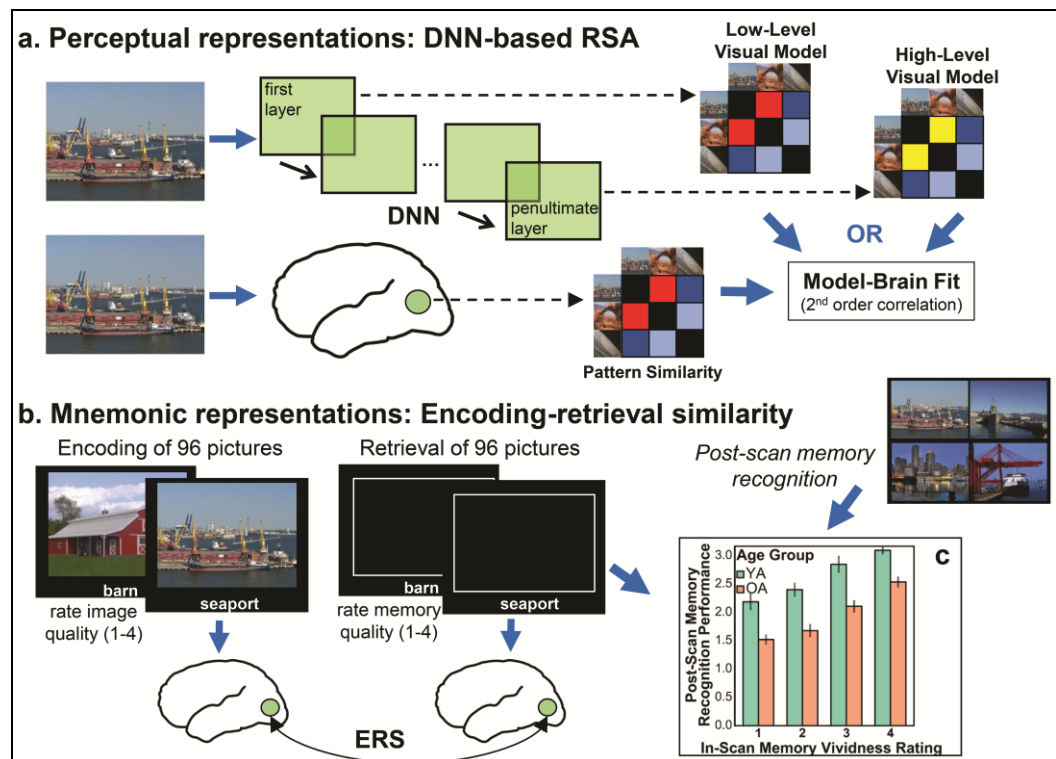 a. Perceptual representations: DNN-based RSA
Low-Level
Visual Model
High-Level
Visual Model
first
layer
...
DNN
penultimate
layer
OR
Model-Brain Fit
(2nd order correlation)
Pattern Similarity
b. Mnemonic representations: Encoding-retrieval similarity
Encoding of 96 pictures
Retrieval of 96 pictures
Post-scan memory
recognition
barn
seaport
rate image
quality (1-4)
barn
seaport
rate memory
quality (1-4)
ERS
c
Age Group
YA
OA
Post-Scan Memory
Recognition Performance
3.0
2.5
2.0
1.5
1.0
0.5
0.0
1 2 3 4
In-Scan Memory Vividness Rating